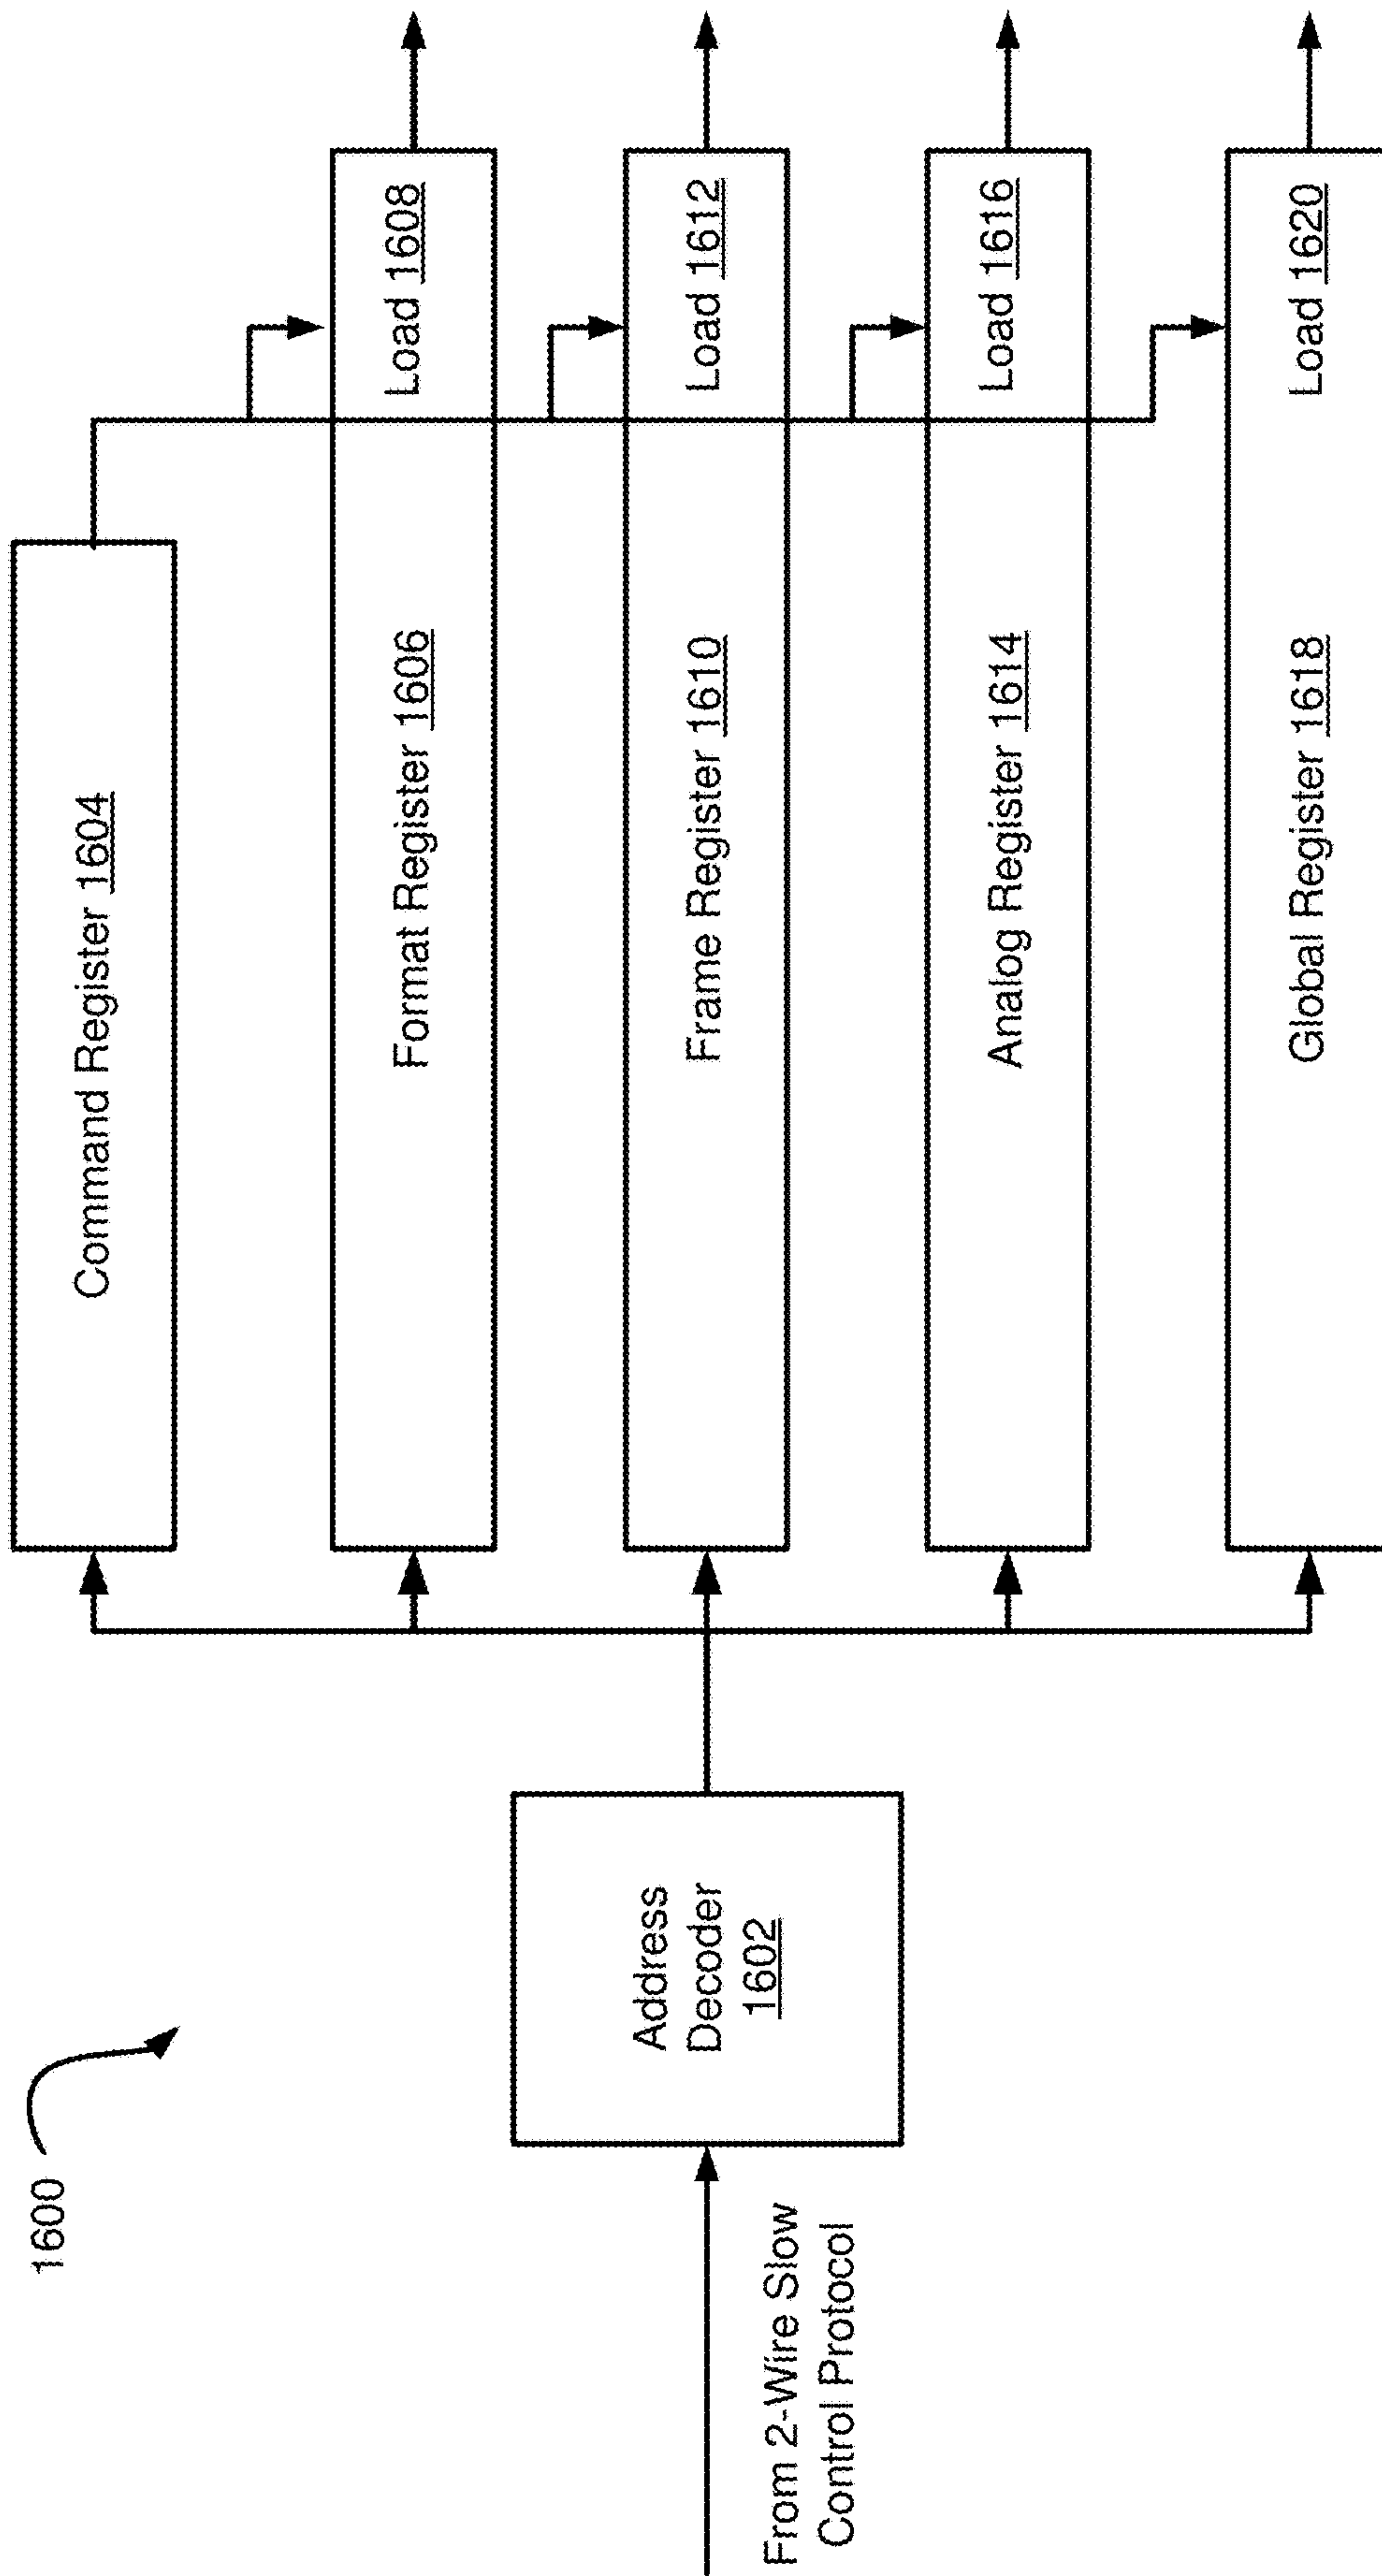 1600
From 2-Wire Slow
Control Protocol
Address
Decoder
1602
Command Register 1604
Format Register 1606
Load 1608
Frame Register 1610
Load 1612
Analog Register 1614
Load 1616
Global Register 1618
Load 1620